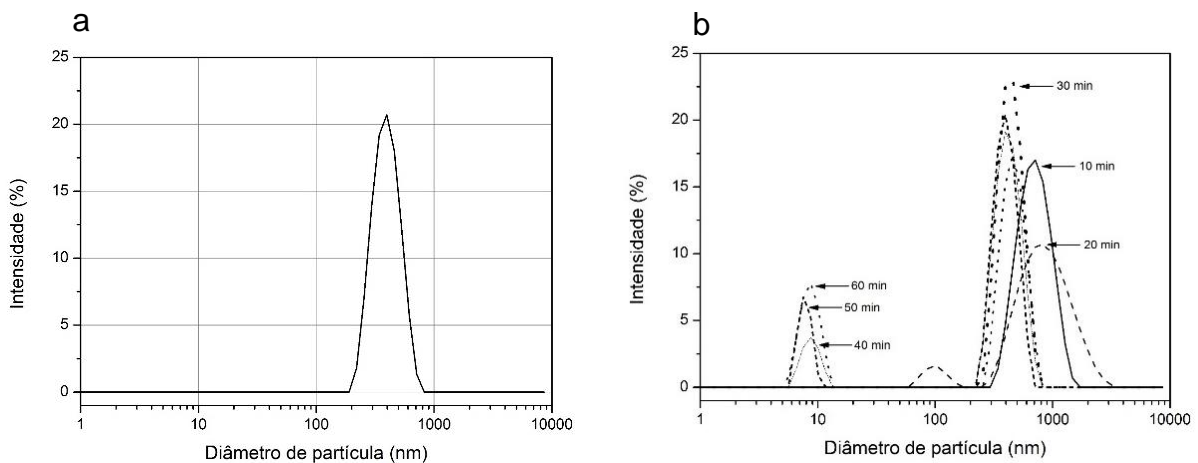 a
25
20
15
10
5
0
Intensidade (%)
1
10
100
1000
10000
Diâmetro de partícula (nm)
b
25
20
15
10
5
0
Intensidade (%)
30 min
10 min
20 min
60 min
50 min
40 min
1
10
100
1000
10000
Diâmetro de partícula (nm)